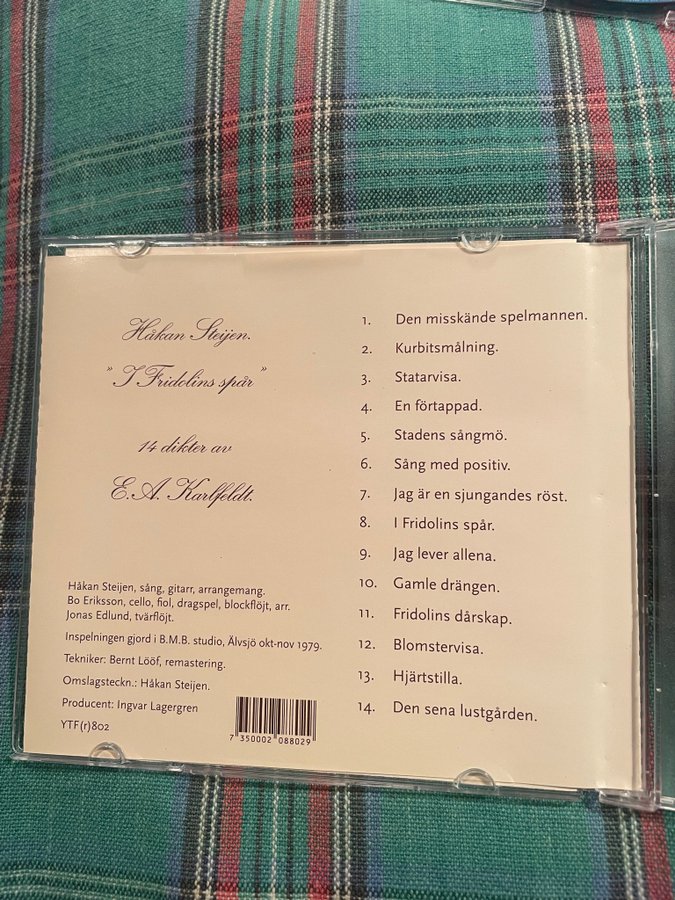 Håkan Steijen.
" I Fridolins spår "
14 dikter av
E.A. Karlfeldt.
Håkan Steijen, sång, gitarr, arrangemang.
Bo Eriksson, cello, fiol, dragspel, blockflöjt, arr.
Jonas Edlund, tvärflöjt.
Inspelningen gjord i B.M.B. studio, Älvsjö okt-nov 1979.
Tekniker: Bernt Lööf, remastering.
Omslagsteckn.: Håkan Steijen.
Producent: Ingvar Lagergren
YTF(r)802
7 350002 088029
1. Den misskände spelmannen.
2. Kurbitsmålning.
3. Statarvisa.
4. En förtappad.
5. Stadens sångmö.
6. Sång med positiv.
7. Jag är en sjungandes röst.
8. I Fridolins spår.
9. Jag lever allena.
10. Gamle drängen.
11. Fridolins dårskap.
12. Blomstervisa.
13. Hjärtstilla.
14. Den sena lustgården.